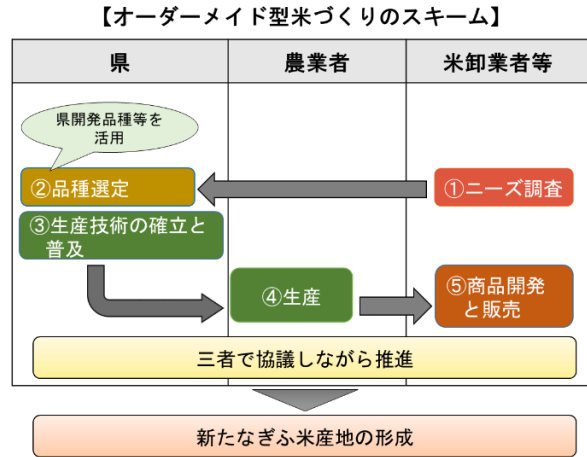 【オーダーメイド型米づくりのスキーム】
県
農業者
米卸業者等
県開発品種等を
活用
②品種選定
①ニーズ調査
③生産技術の確立と
普及
④生産
⑤商品開発
と販売
三者で協議しながら推進
新たなぎふ米産地の形成